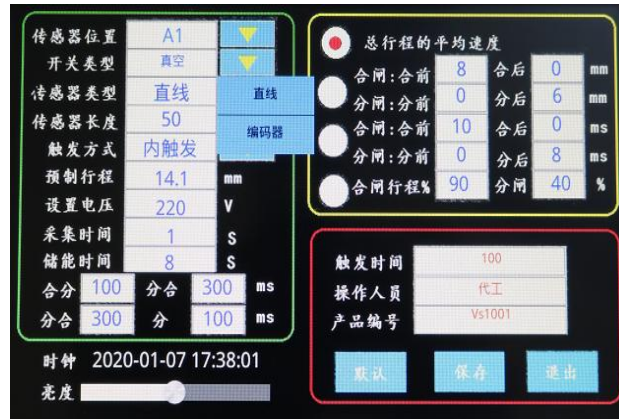 传感器位置 A1
开关类型 真空
传感器类型 直线
直线
传感器长度 50
编码器
触发方式 内触发
预制行程 14.1 mm
设置电压 220 V
采集时间 1 S
储能时间 8 S
合分 100 分合 300 ms
分合 300 分 100 ms
时钟 2020-01-07 17:38:01
亮度
总行程的平均速度
合闸:合前 8 合后 0 mm
分闸:分前 0 分后 6 mm
合闸:合前 10 合后 0 ms
分闸:分前 0 分后 8 ms
合闸行程% 90 分闸 40 %
触发时间 100
操作人员 代工
产品编号 Vs1001
默认 保存 退出